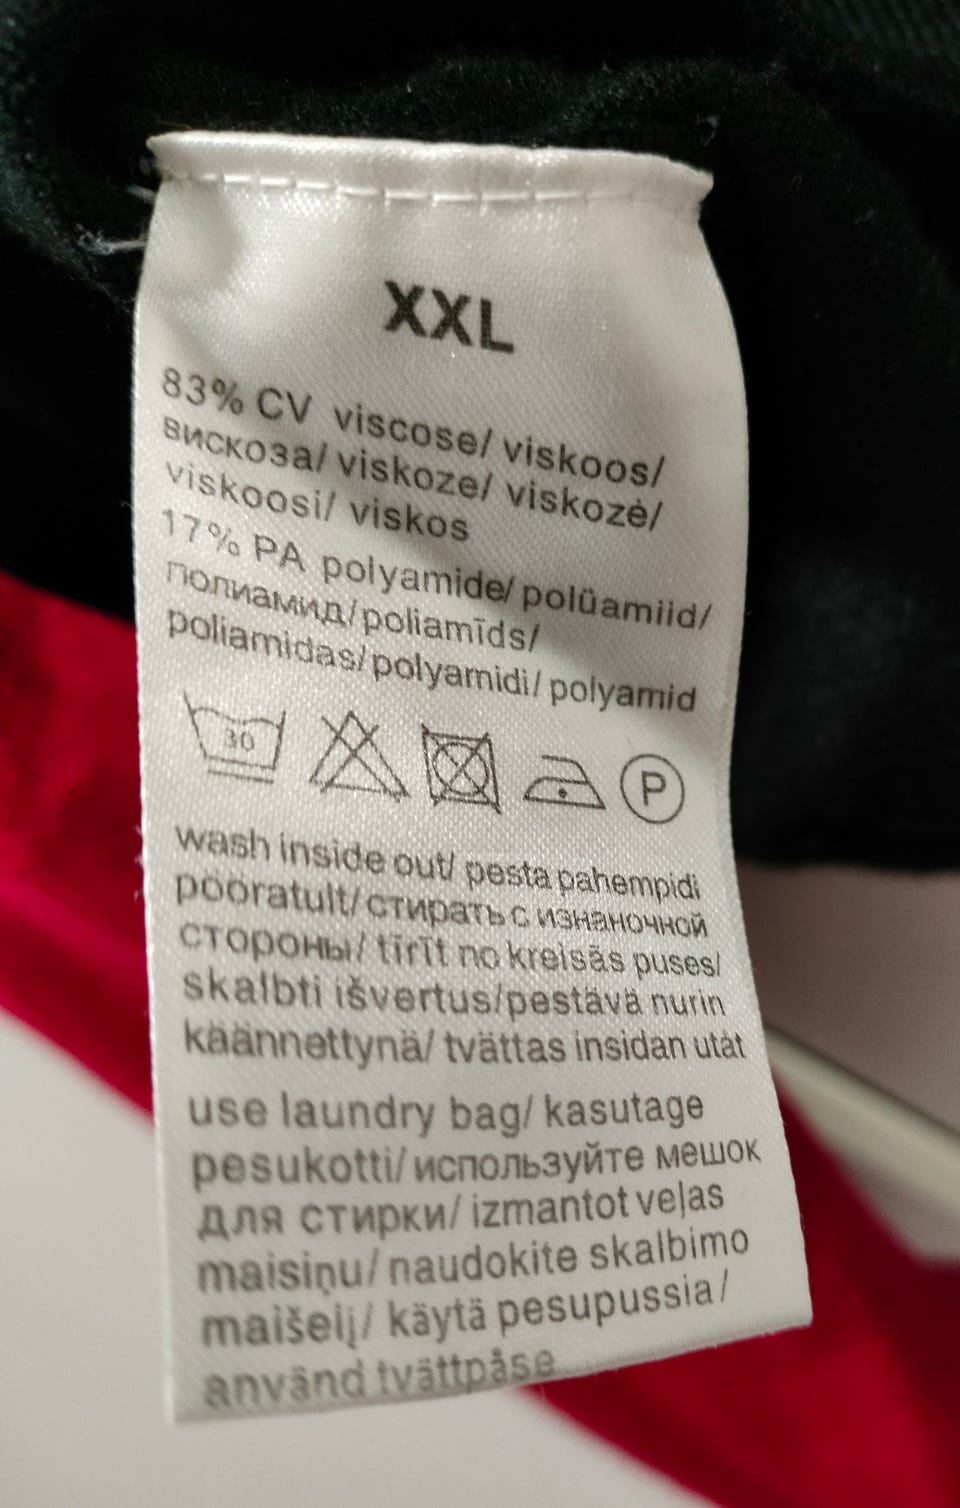 XXL
83% CV viscose/ viskoos/
вискоза/ viskoze/ viskozė/
viskoosi/ viskos
17% PA polyamide/ polüamiid/
полиамид/poliamīds/
poliamidas/polyamidi/ polyamid
30
P
wash inside out/ pesta pahempidi
pööratult/стирать с изнаночной
стороны/ tīrīt no kreisās puses/
skalbti išvertus/pestävä nurin
käännettynä/ tvättas insidan utåt
use laundry bag/ kasutage
pesukotti/используйте мешок
для стирки/ izmantot veļas
maisiņu/ naudokite skalbimo
maišelį/ käytä pesupussia/
använd tvättpåse